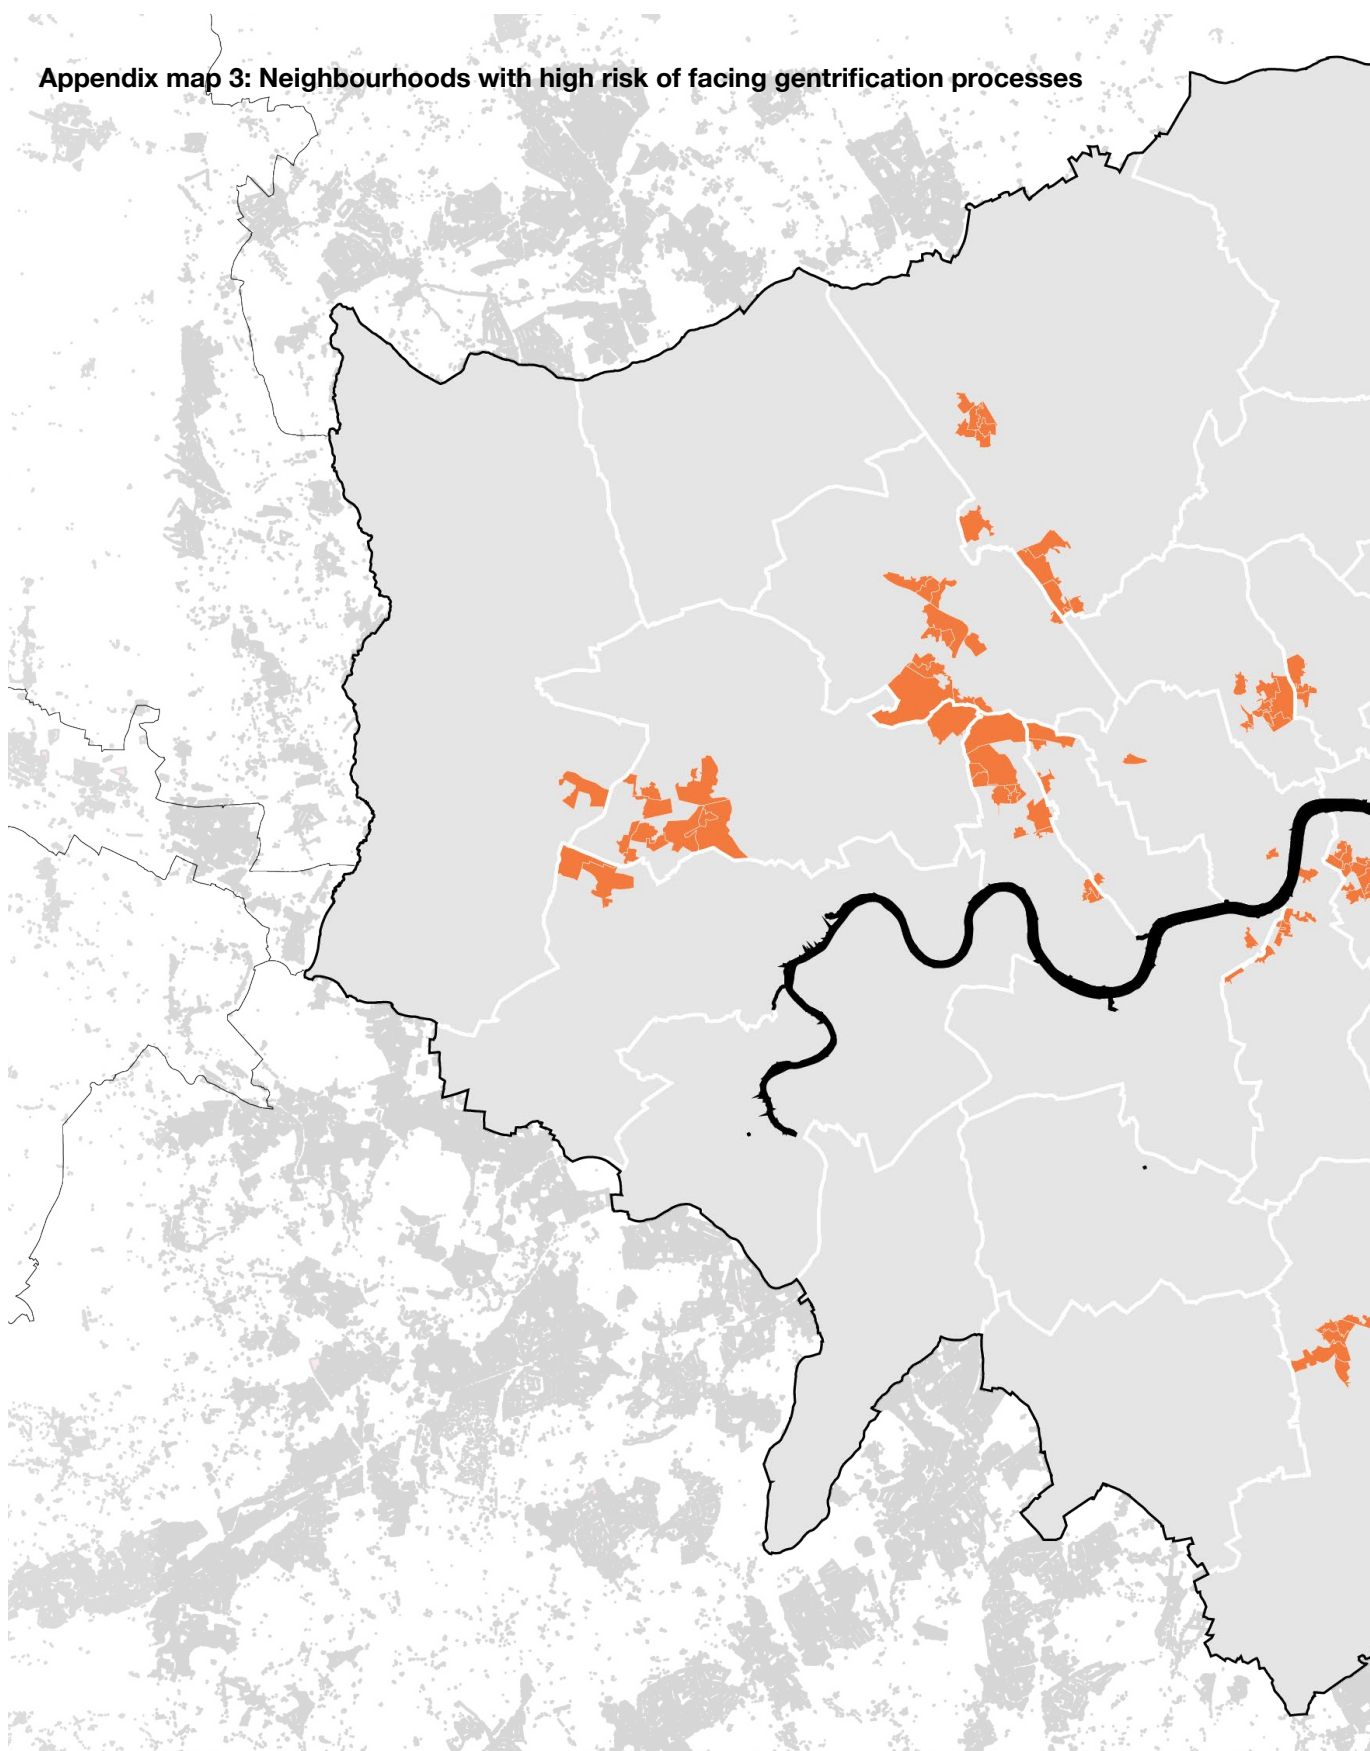 Appendix map 3: Neighbourhoods with high risk of facing gentrification processes